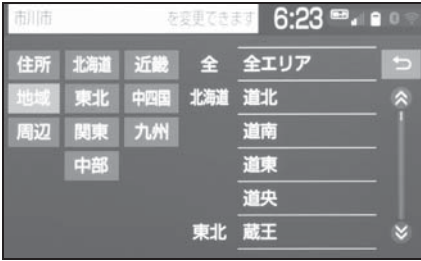 市川市 を変更できます 6:23 0
住所 北海道 近畿 全 全エリア
地域 東北 中四国 北海道 道北
周辺 関東 九州 道南
中部 道東
道央
東北 蔵王